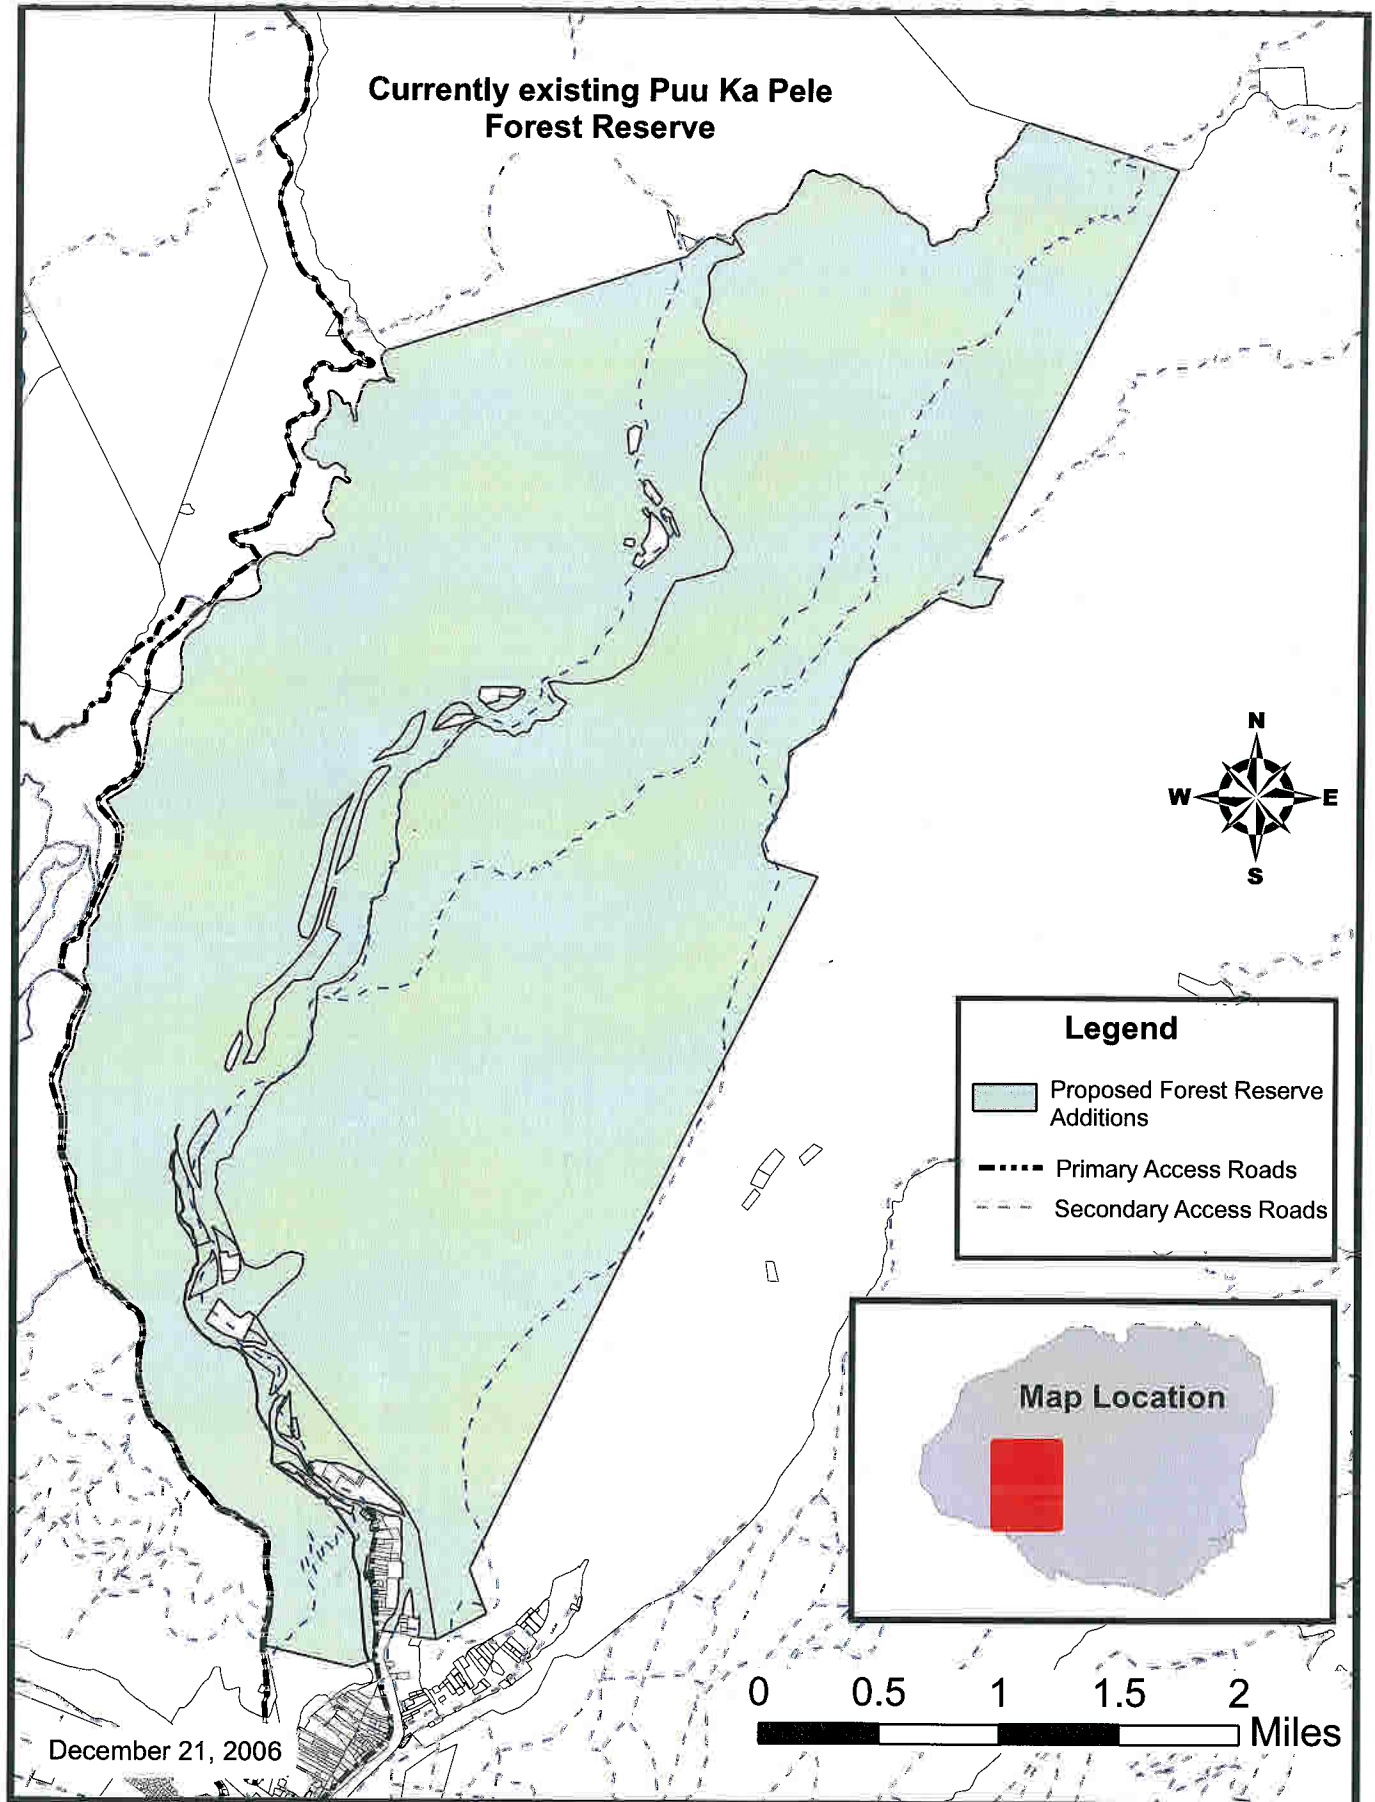 Currently existing Puu Ka Pele
Forest Reserve
N
W E
S
Legend
Proposed Forest Reserve
Additions
Primary Access Roads
Secondary Access Roads
Map Location
0 0.5 1 1.5 2
Miles
December 21, 2006